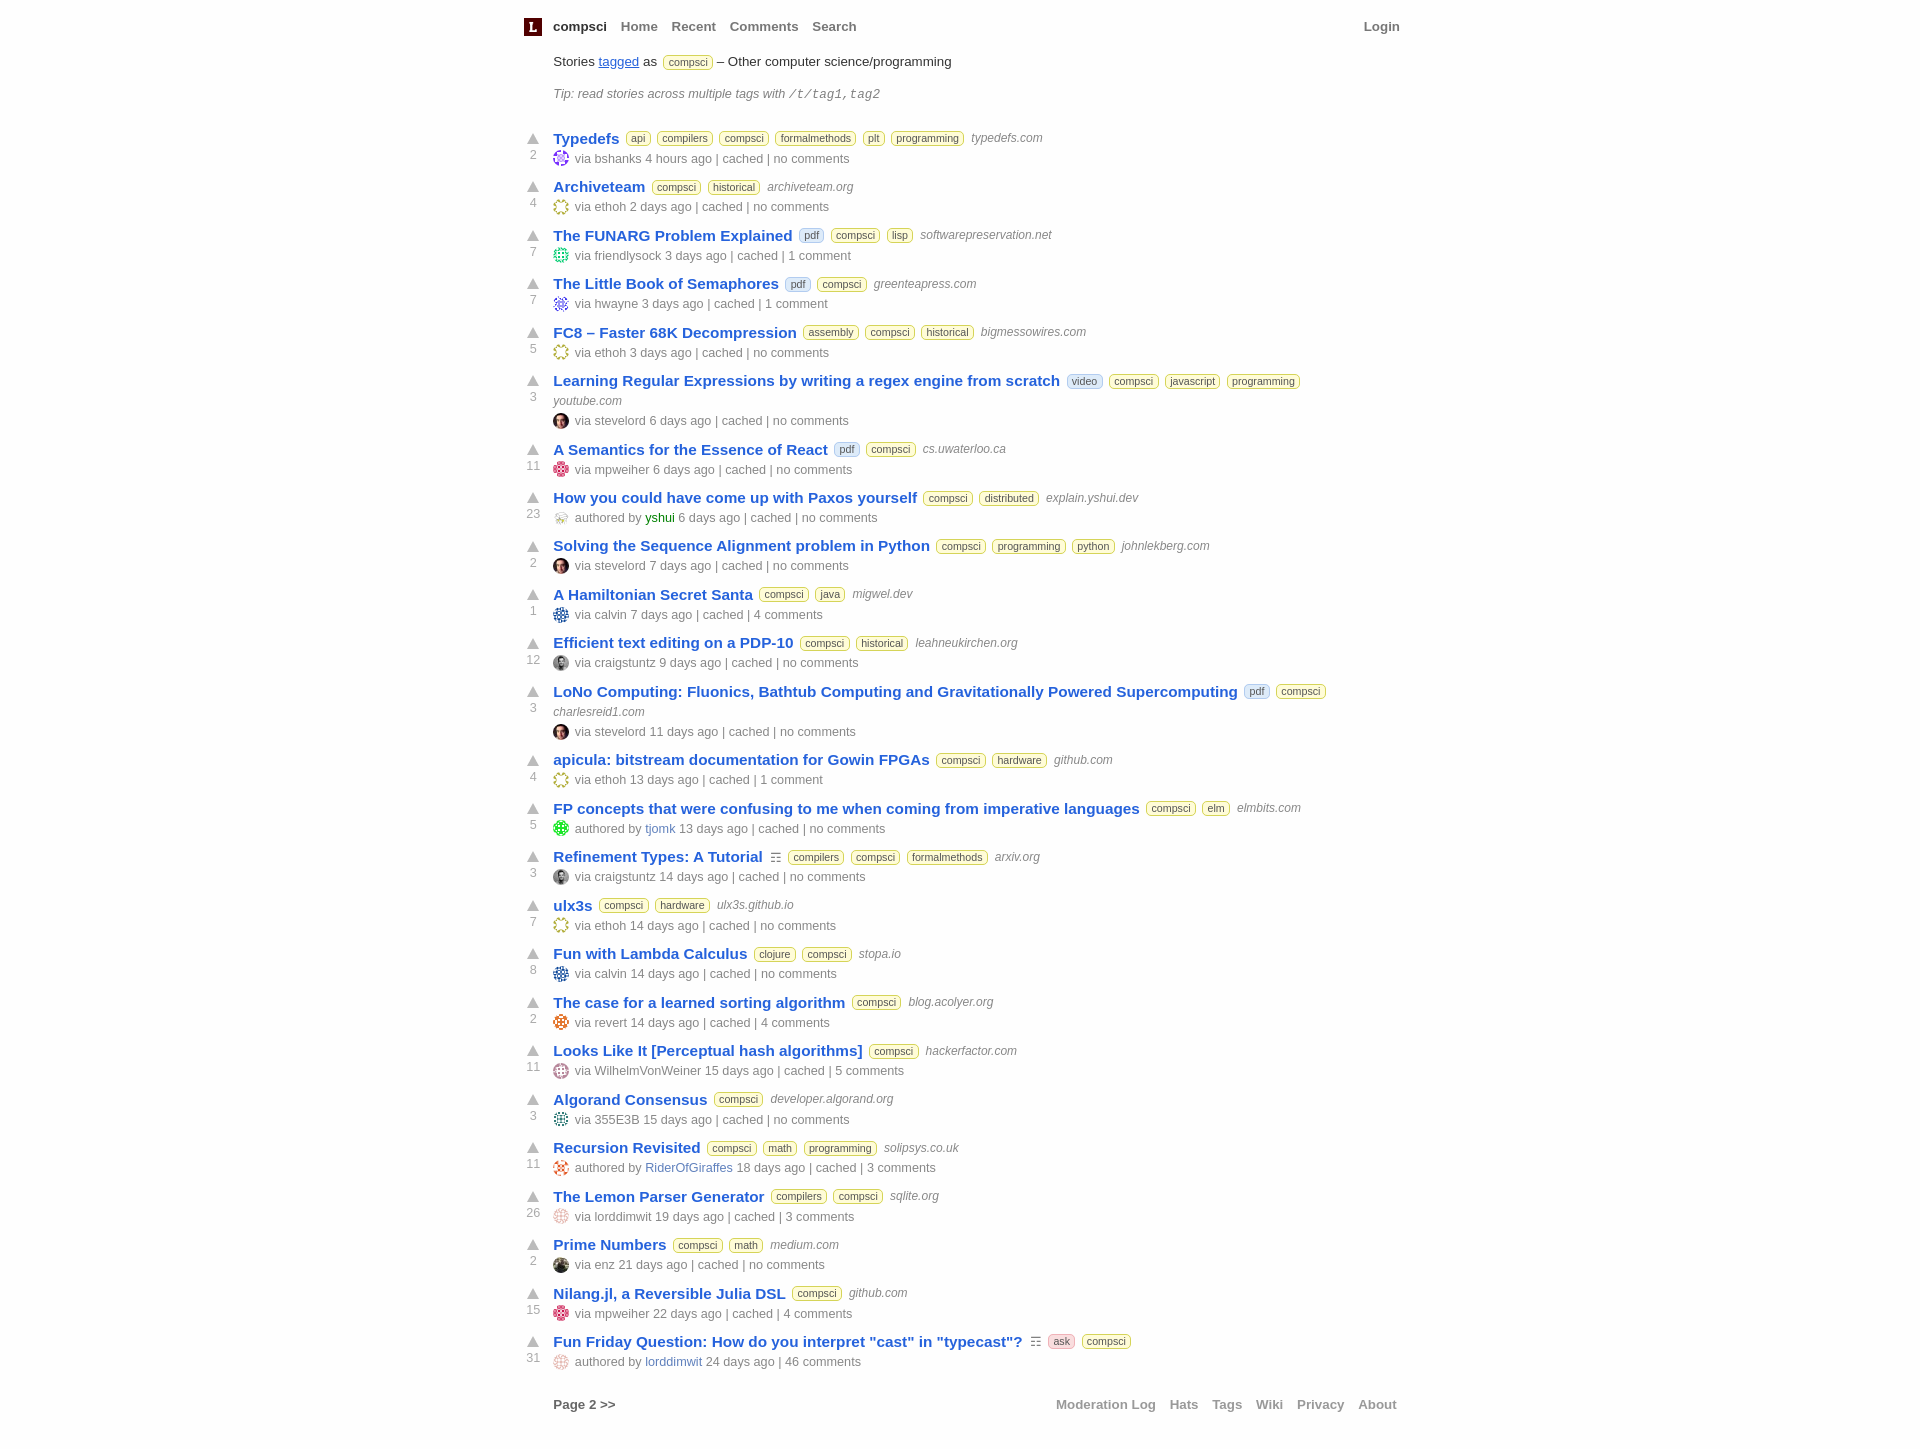 L compsci Home Recent Comments Search Login
Stories tagged as compsci – Other computer science/programming
Tip: read stories across multiple tags with /t/tag1,tag2
Typedefs api compilers compsci formalmethods plt programming typedefs.com
2 via bshanks 4 hours ago | cached | no comments
Archiveteam compsci historical archiveteam.org
4 via ethoh 2 days ago | cached | no comments
The FUNARG Problem Explained pdf compsci lisp softwarepreservation.net
7 via friendlysock 3 days ago | cached | 1 comment
The Little Book of Semaphores pdf compsci greenteapress.com
7 via hwayne 3 days ago | cached | 1 comment
FC8 – Faster 68K Decompression assembly compsci historical bigmessowires.com
5 via ethoh 3 days ago | cached | no comments
Learning Regular Expressions by writing a regex engine from scratch video compsci javascript programming
3 youtube.com
via stevelord 6 days ago | cached | no comments
A Semantics for the Essence of React pdf compsci cs.uwaterloo.ca
11 via mpweiher 6 days ago | cached | no comments
How you could have come up with Paxos yourself compsci distributed explain.yshui.dev
23 authored by yshui 6 days ago | cached | no comments
Solving the Sequence Alignment problem in Python compsci programming python johnlekberg.com
2 via stevelord 7 days ago | cached | no comments
A Hamiltonian Secret Santa compsci java migwel.dev
1 via calvin 7 days ago | cached | 4 comments
Efficient text editing on a PDP-10 compsci historical leahneukirchen.org
12 via craigstuntz 9 days ago | cached | no comments
LoNo Computing: Fluonics, Bathtub Computing and Gravitationally Powered Supercomputing pdf compsci
3 charlesreid1.com
via stevelord 11 days ago | cached | no comments
apicula: bitstream documentation for Gowin FPGAs compsci hardware github.com
4 via ethoh 13 days ago | cached | 1 comment
FP concepts that were confusing to me when coming from imperative languages compsci elm elmbits.com
5 authored by tjomk 13 days ago | cached | no comments
Refinement Types: A Tutorial ☶ compilers compsci formalmethods arxiv.org
3 via craigstuntz 14 days ago | cached | no comments
ulx3s compsci hardware ulx3s.github.io
7 via ethoh 14 days ago | cached | no comments
Fun with Lambda Calculus clojure compsci stopa.io
8 via calvin 14 days ago | cached | no comments
The case for a learned sorting algorithm compsci blog.acolyer.org
2 via revert 14 days ago | cached | 4 comments
Looks Like It [Perceptual hash algorithms] compsci hackerfactor.com
11 via WilhelmVonWeiner 15 days ago | cached | 5 comments
Algorand Consensus compsci developer.algorand.org
3 via 355E3B 15 days ago | cached | no comments
Recursion Revisited compsci math programming solipsys.co.uk
11 authored by RiderOfGiraffes 18 days ago | cached | 3 comments
The Lemon Parser Generator compilers compsci sqlite.org
26 via lorddimwit 19 days ago | cached | 3 comments
Prime Numbers compsci math medium.com
2 via enz 21 days ago | cached | no comments
Nilang.jl, a Reversible Julia DSL compsci github.com
15 via mpweiher 22 days ago | cached | 4 comments
Fun Friday Question: How do you interpret "cast" in "typecast"? ☶ ask compsci
31 authored by lorddimwit 24 days ago | 46 comments
Page 2 >> Moderation Log Hats Tags Wiki Privacy About